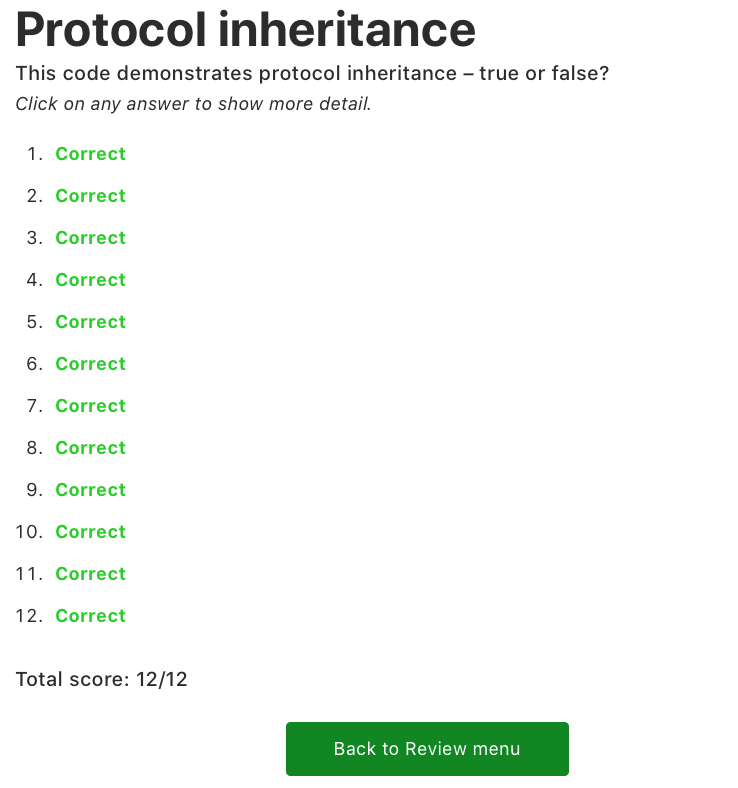 Protocol inheritance
This code demonstrates protocol inheritance – true or false?
Click on any answer to show more detail.
1. Correct
2. Correct
3. Correct
4. Correct
5. Correct
6. Correct
7. Correct
8. Correct
9. Correct
10. Correct
11. Correct
12. Correct
Total score: 12/12
Back to Review menu